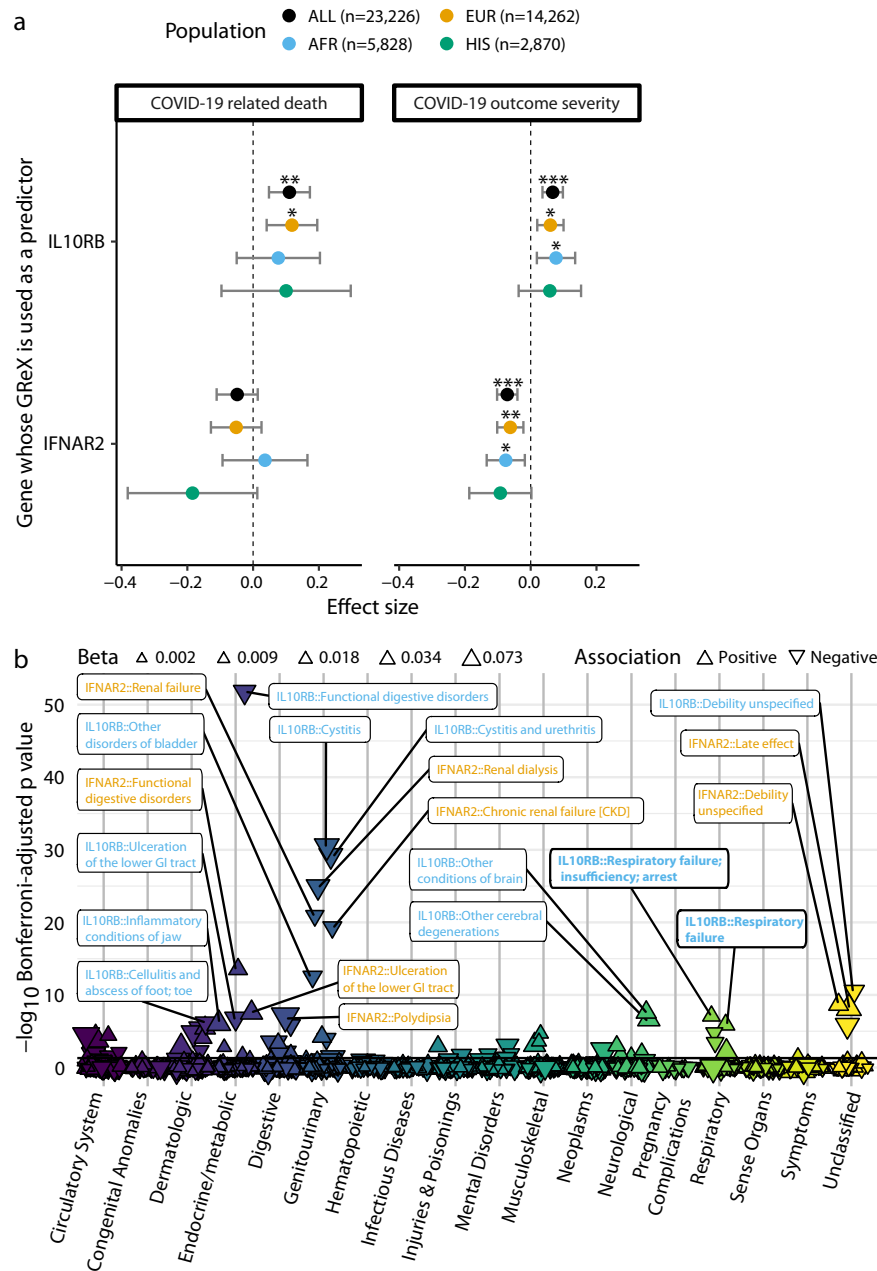 a
Population
ALL (n=23,226)
EUR (n=14,262)
AFR (n=5,828)
HIS (n=2,870)
COVID-19 related death
COVID-19 outcome severity
Gene whose GReX is used as a predictor
IL10RB
IFNAR2
**
*
***
*
*
***
**
*
−0.4 −0.2 0.0 0.2
−0.4 −0.2 0.0 0.2
Effect size
b
Beta 0.002 0.009 0.018 0.034 0.073
Association Positive Negative
−log10 Bonferroni-adjusted p value
50
40
30
20
10
0
IFNAR2::Renal failure
IL10RB::Functional digestive disorders
IL10RB::Debility unspecified
IL10RB::Other
disorders of bladder
IL10RB::Cystitis
IL10RB::Cystitis and urethritis
IFNAR2::Late effect
IFNAR2::Functional
digestive disorders
IFNAR2::Renal dialysis
IFNAR2::Debility
unspecified
IFNAR2::Chronic renal failure [CKD]
IL10RB::Ulceration
of the lower GI tract
IL10RB::Other
conditions of brain
IL10RB::Respiratory failure;
insufficiency; arrest
IL10RB::Inflammatory
conditions of jaw
IL10RB::Other cerebral
degenerations
IL10RB::Respiratory
failure
IL10RB::Cellulitis and
abscess of foot; toe
IFNAR2::Ulceration
of the lower GI tract
IFNAR2::Polydipsia
Circulatory System
Congenital Anomalies
Dermatologic
Endocrine/metabolic
Digestive
Genitourinary
Hematopoietic
Infectious Diseases
Injuries & Poisonings
Mental Disorders
Musculoskeletal
Neoplasms
Neurological
Pregnancy
Complications
Respiratory
Sense Organs
Symptoms
Unclassified